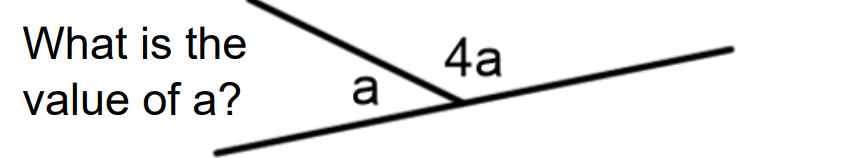 What is the
value of a?
4a
a